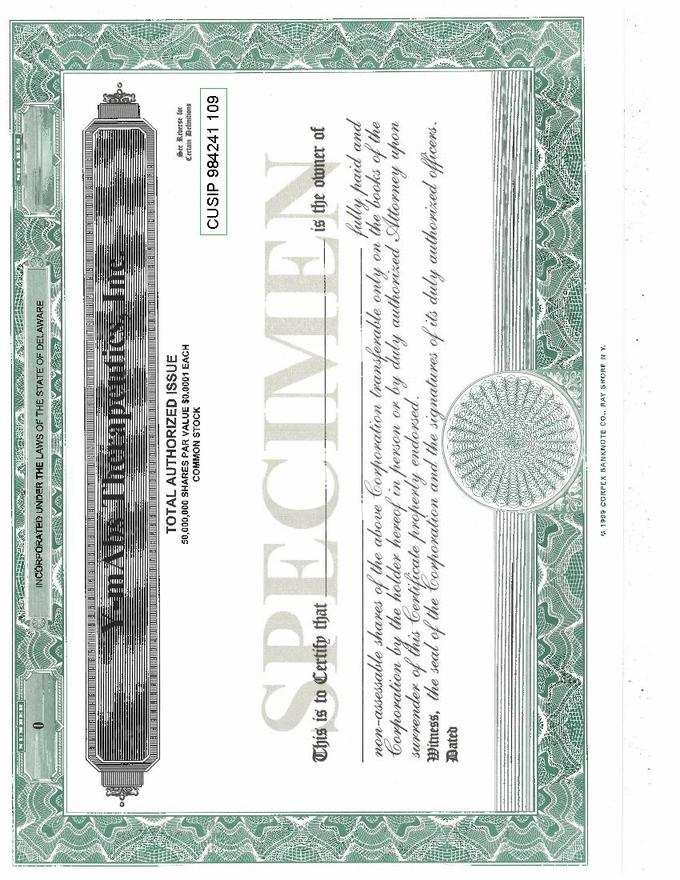 NUMBER
SHARES
0
INCORPORATED UNDER THE LAWS OF THE STATE OF DELAWARE
Y-mAbs Therapeutics, Inc.
See Reverse for
Certain Definitions
TOTAL AUTHORIZED ISSUE
50,000,000 SHARES PAR VALUE $0.0001 EACH
COMMON STOCK
CUSIP 984241 109
SPECIMEN
This is to Certify that is the owner of
fully paid and
non-assessable shares of the above Corporation transferable only on the books of the
Corporation by the holder hereof in person or by duly authorized Attorney upon
surrender of this Certificate properly endorsed.
Witness, the seal of the Corporation and the signatures of its duly authorized officers.
Dated
© 1999 CORPEX BANKNOTE CO., BAY SHORE N.Y.